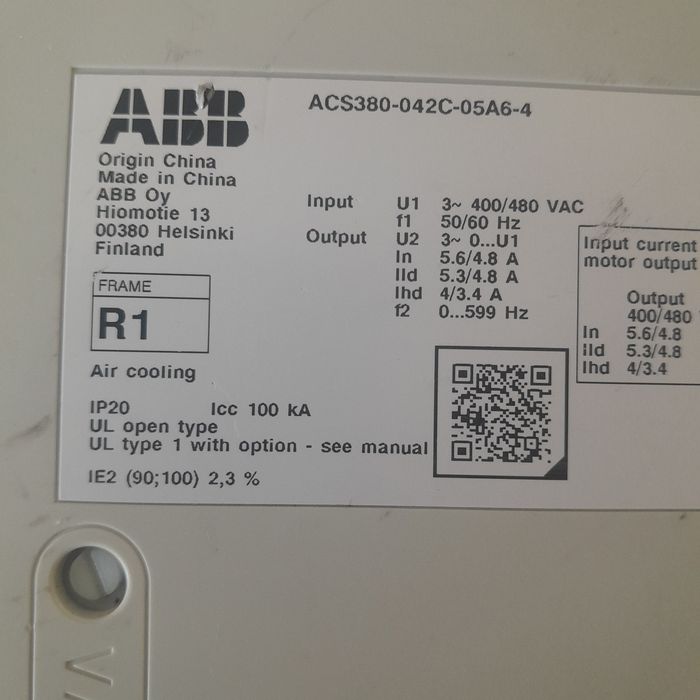 ABB
ACS380-042C-05A6-4
Origin China
Made in China
ABB Oy
Hiomotie 13
00380 Helsinki
Finland
Input U1 3~ 400/480 VAC
f1 50/60 Hz
Output U2 3~ 0...U1
In 5.6/4.8 A
Ild 5.3/4.8 A
Ihd 4/3.4 A
f2 0...599 Hz
Input current
motor output
Output
400/480
In 5.6/4.8
Ild 5.3/4.8
Ihd 4/3.4
FRAME
R1
Air cooling
IP20 Icc 100 kA
UL open type
UL type 1 with option - see manual
IE2 (90;100) 2,3 %